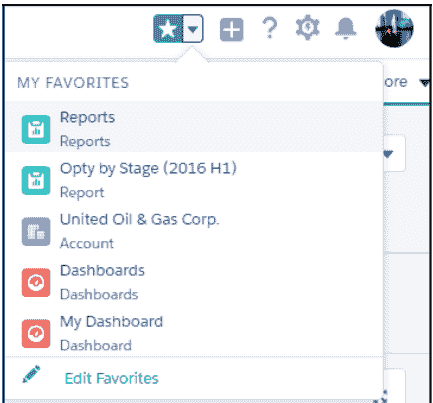 MY FAVORITES
ore
Reports
Reports
Opty by Stage (2016 H1)
Report
United Oil & Gas Corp.
Account
Dashboards
Dashboards
My Dashboard
Dashboard
Edit Favorites